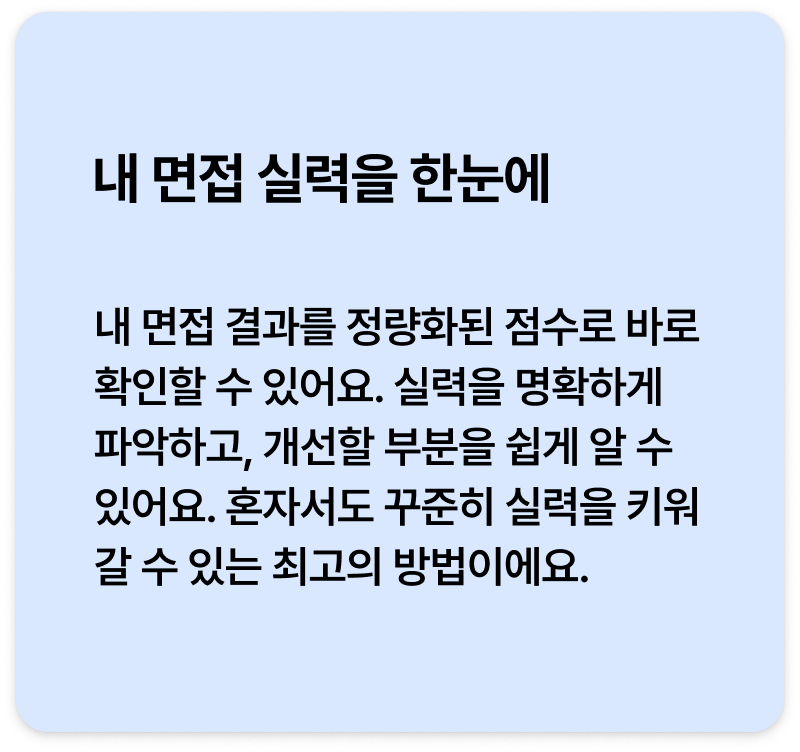 내 면접 실력을 한눈에
내 면접 결과를 정량화된 점수로 바로
확인할 수 있어요. 실력을 명확하게
파악하고, 개선할 부분을 쉽게 알 수
있어요. 혼자서도 꾸준히 실력을 키워
갈 수 있는 최고의 방법이에요.